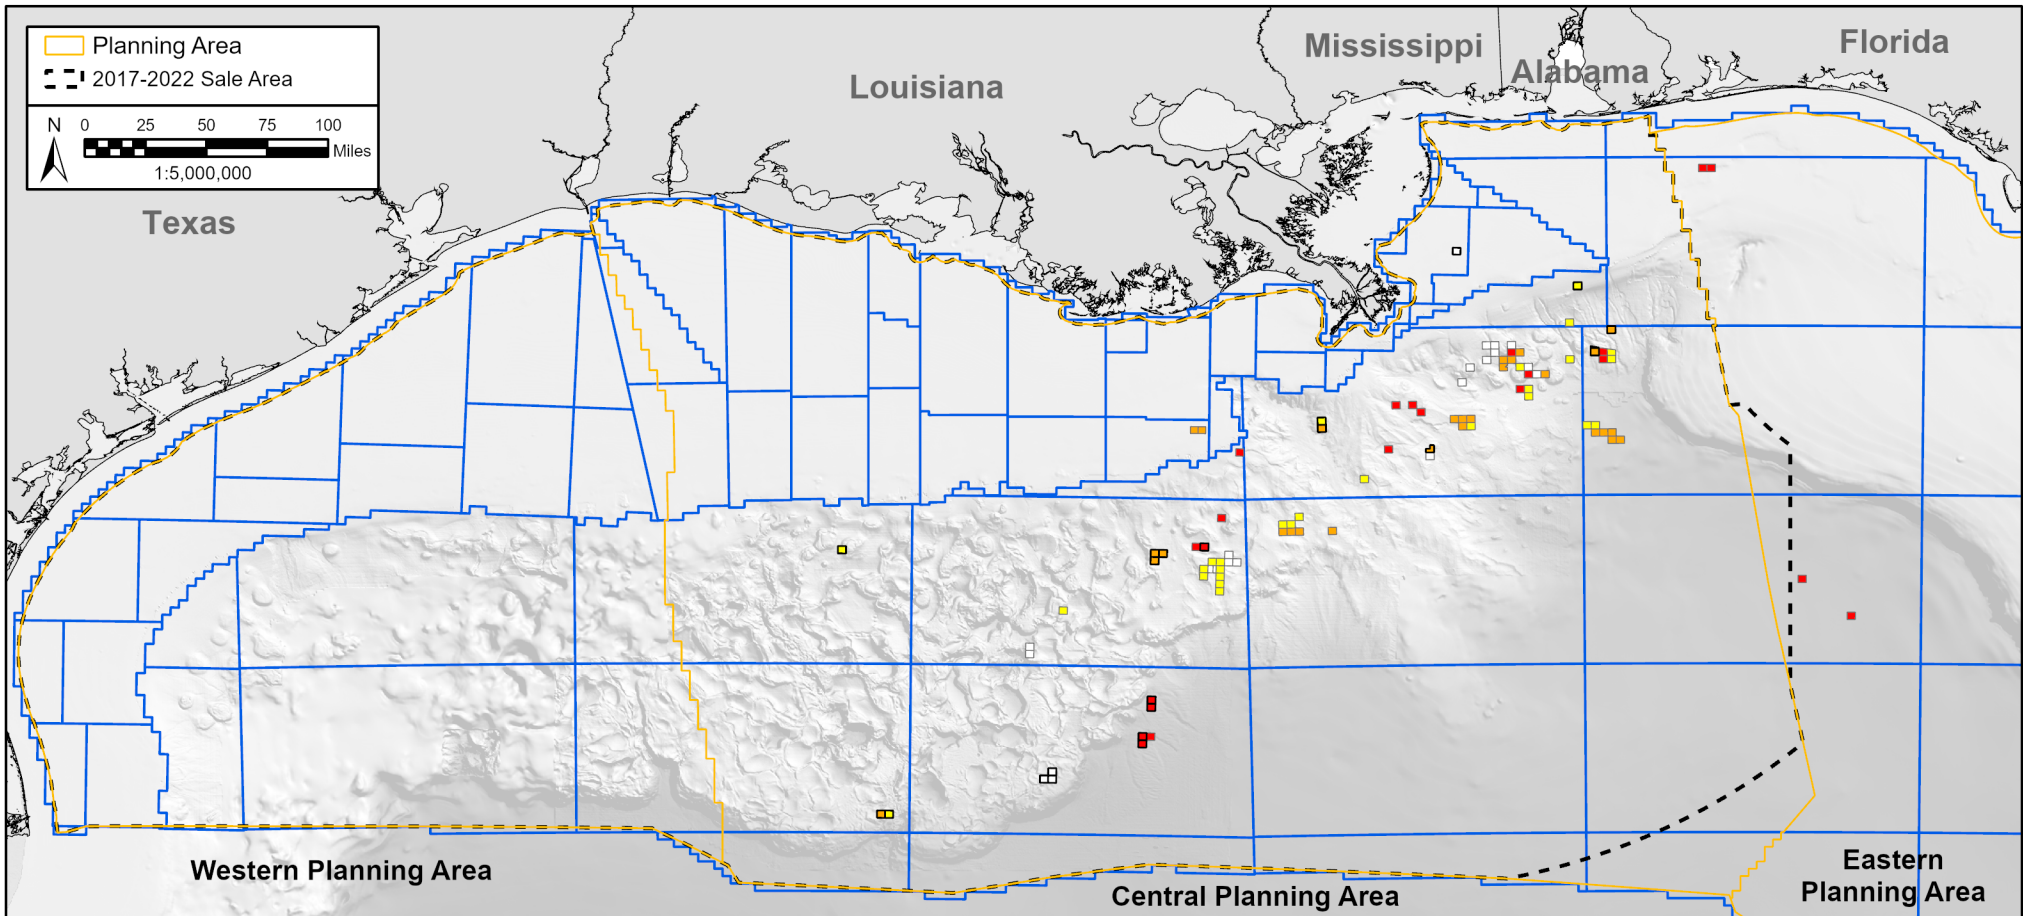 Planning Area
2017-2022 Sale Area
N
0 25 50 75 100
Miles
1:5,000,000
Texas
Louisiana
Mississippi
Alabama
Florida
Western Planning Area
Central Planning Area
Eastern
Planning Area